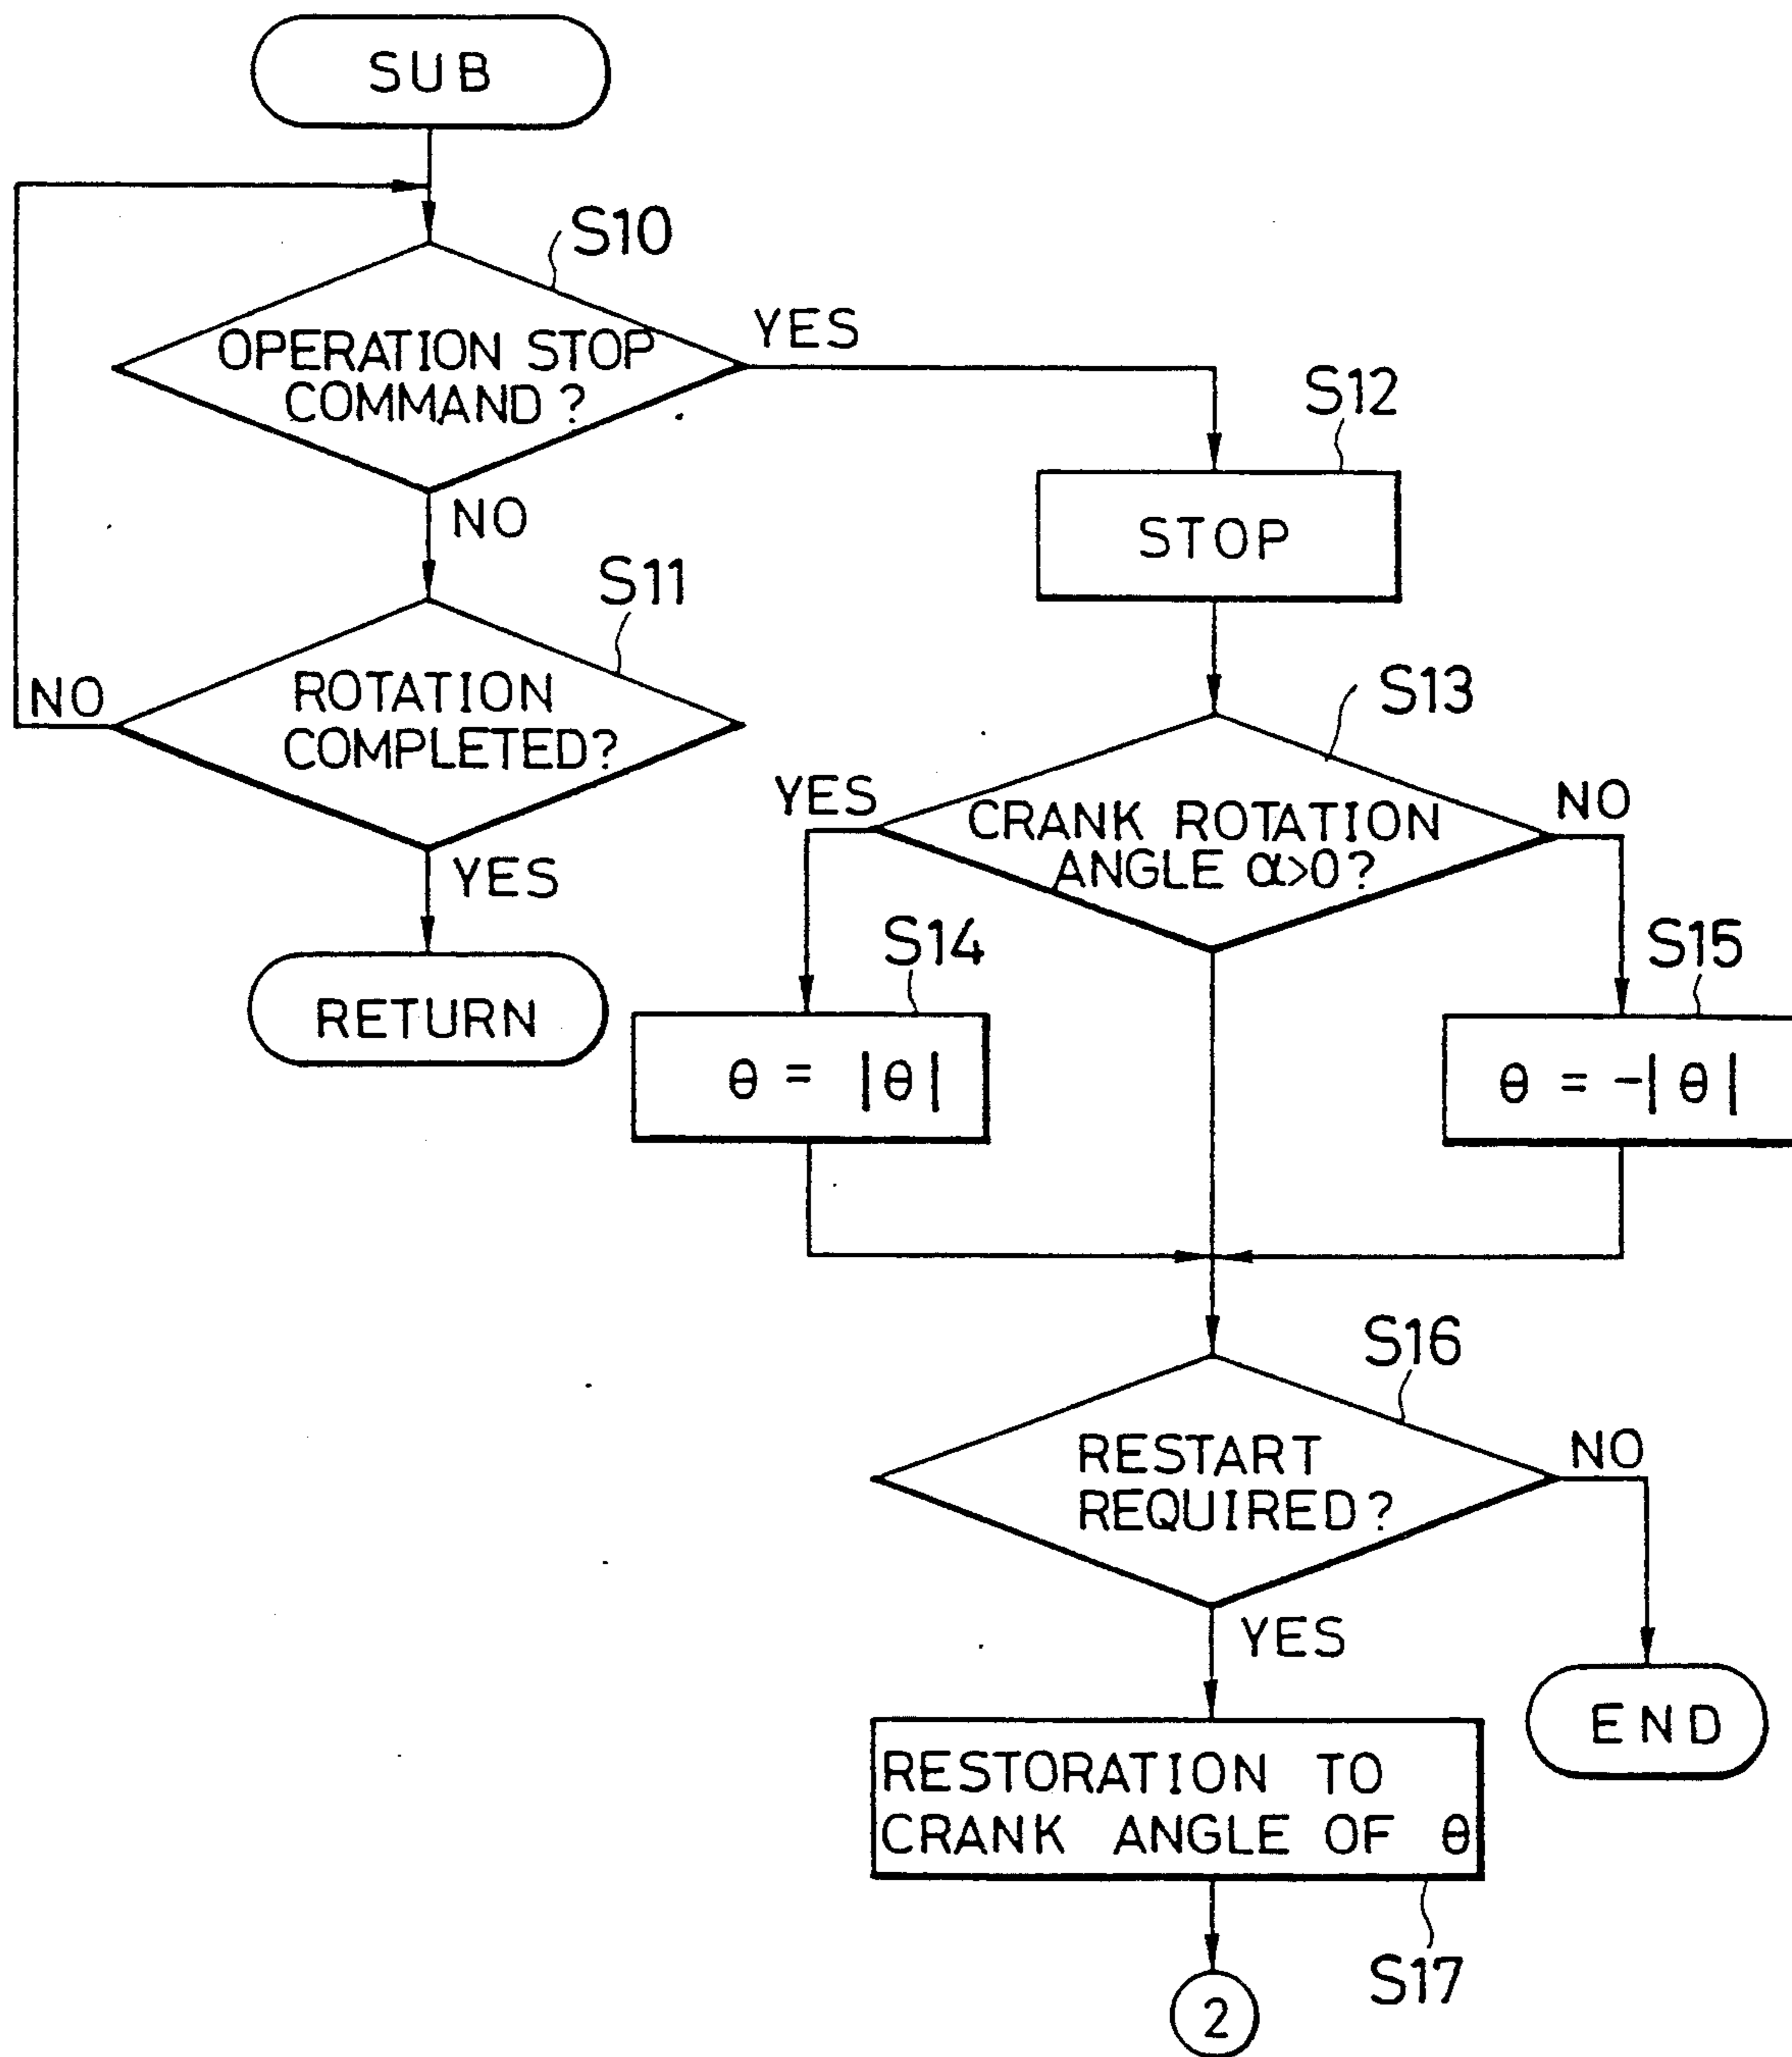 SUB
S10
OPERATION STOP
COMMAND?
YES
NO
S11
ROTATION
COMPLETED?
NO
YES
RETURN
S12
STOP
S13
CRANK ROTATION
ANGLE α>0?
YES
NO
S14
θ = |θ|
S15
θ = -|θ|
S16
RESTART
REQUIRED?
NO
YES
END
RESTORATION TO
CRANK ANGLE OF θ
S17
2